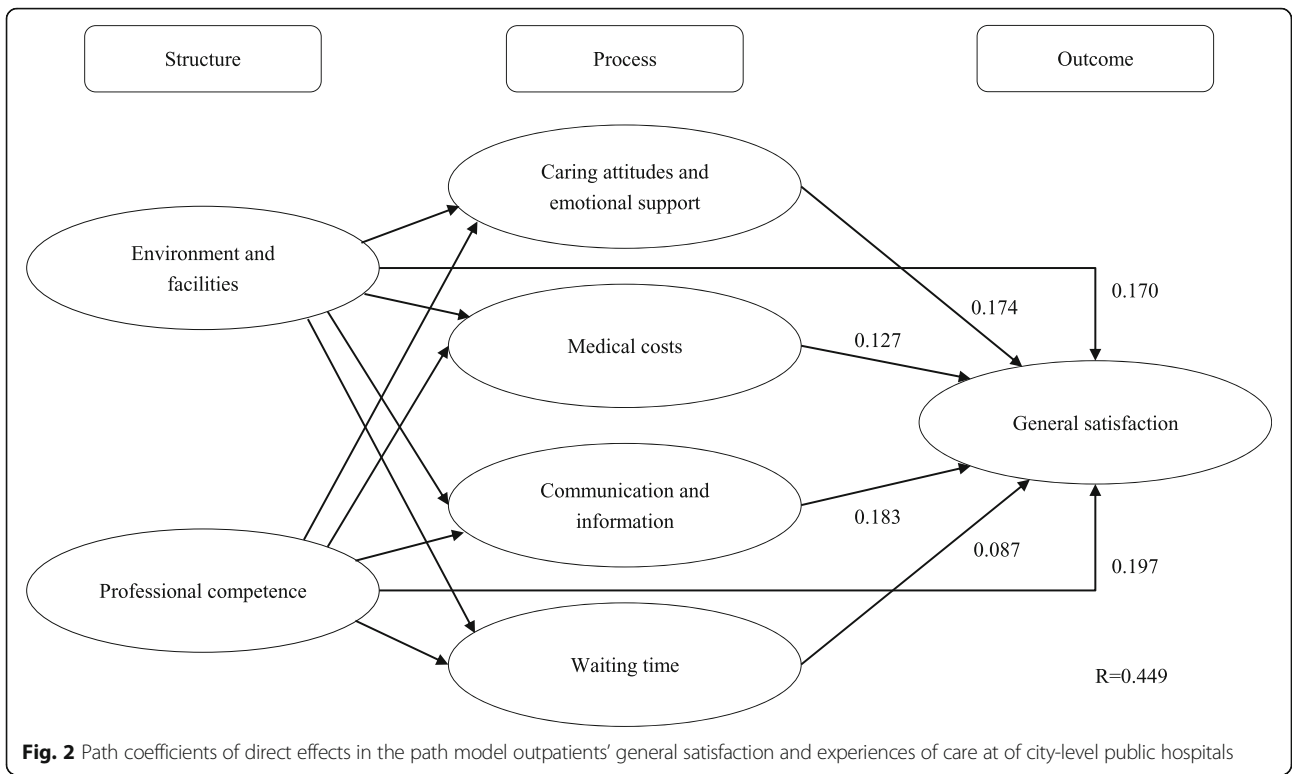 Structure
Process
Outcome
Caring attitudes and
emotional support
Environment and
facilities
0.170
0.174
Medical costs
0.127
General satisfaction
Communication and
information
0.183
0.087
0.197
Professional competence
Waiting time
R=0.449
Fig. 2 Path coefficients of direct effects in the path model outpatients' general satisfaction and experiences of care at of city-level public hospitals